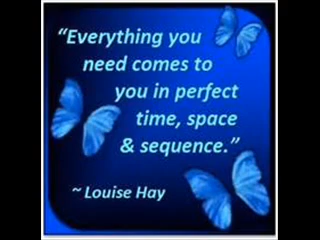 “Everything you
need comes to
you in perfect
time, space
& sequence.”
~ Louise Hay